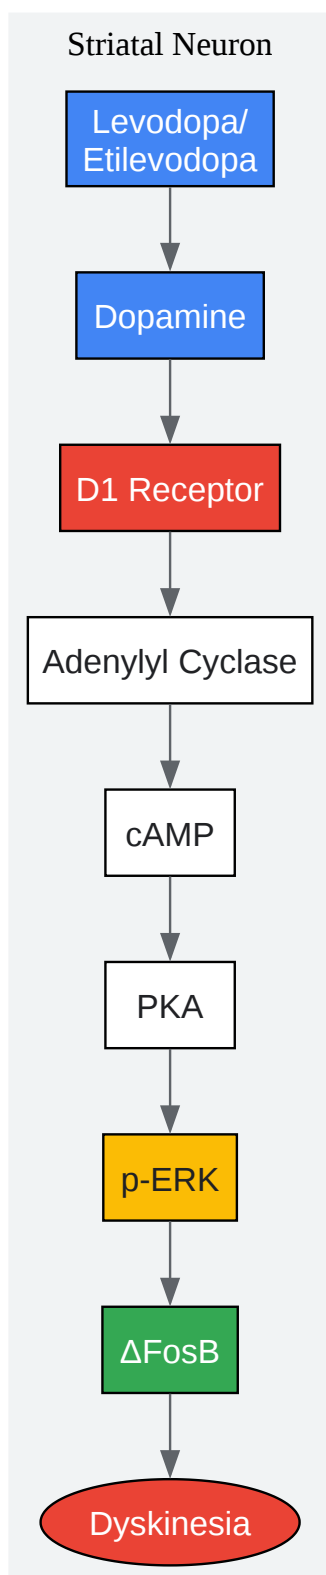 Striatal Neuron
Levodopa/
Etilevodopa
Dopamine
D1 Receptor
Adenylyl Cyclase
cAMP
PKA
p-ERK
ΔFosB
Dyskinesia